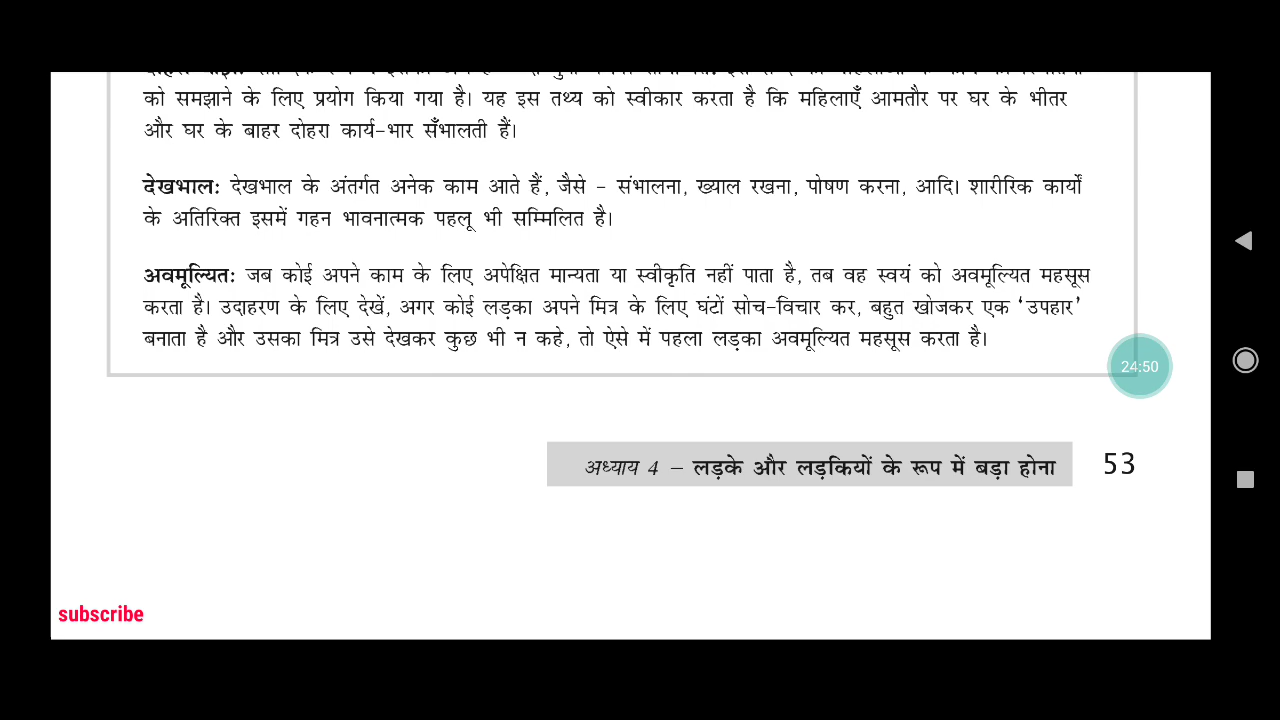 को समझाने के लिए प्रयोग किया गया है। यह इस तथ्य को स्वीकार करता है कि महिलाएँ आमतौर पर घर के भीतर
और घर के बाहर दोहरा कार्य-भार सँभालती हैं।
देखभाल: देखभाल के अंतर्गत अनेक काम आते हैं, जैसे - संभालना, ख्याल रखना, पोषण करना, आदि। शारीरिक कार्यों
के अतिरिक्त इसमें गहन भावनात्मक पहलू भी सम्मिलित है।
अवमूल्यित: जब कोई अपने काम के लिए अपेक्षित मान्यता या स्वीकृति नहीं पाता है, तब वह स्वयं को अवमूल्यित महसूस
करता है। उदाहरण के लिए देखें, अगर कोई लड़का अपने मित्र के लिए घंटों सोच-विचार कर, बहुत खोजकर एक ‘उपहार’
बनाता है और उसका मित्र उसे देखकर कुछ भी न कहे, तो ऐसे में पहला लड़का अवमूल्यित महसूस करता है।
24:50
अध्याय 4 – लड़के और लड़कियों के रूप में बड़ा होना 53
subscribe